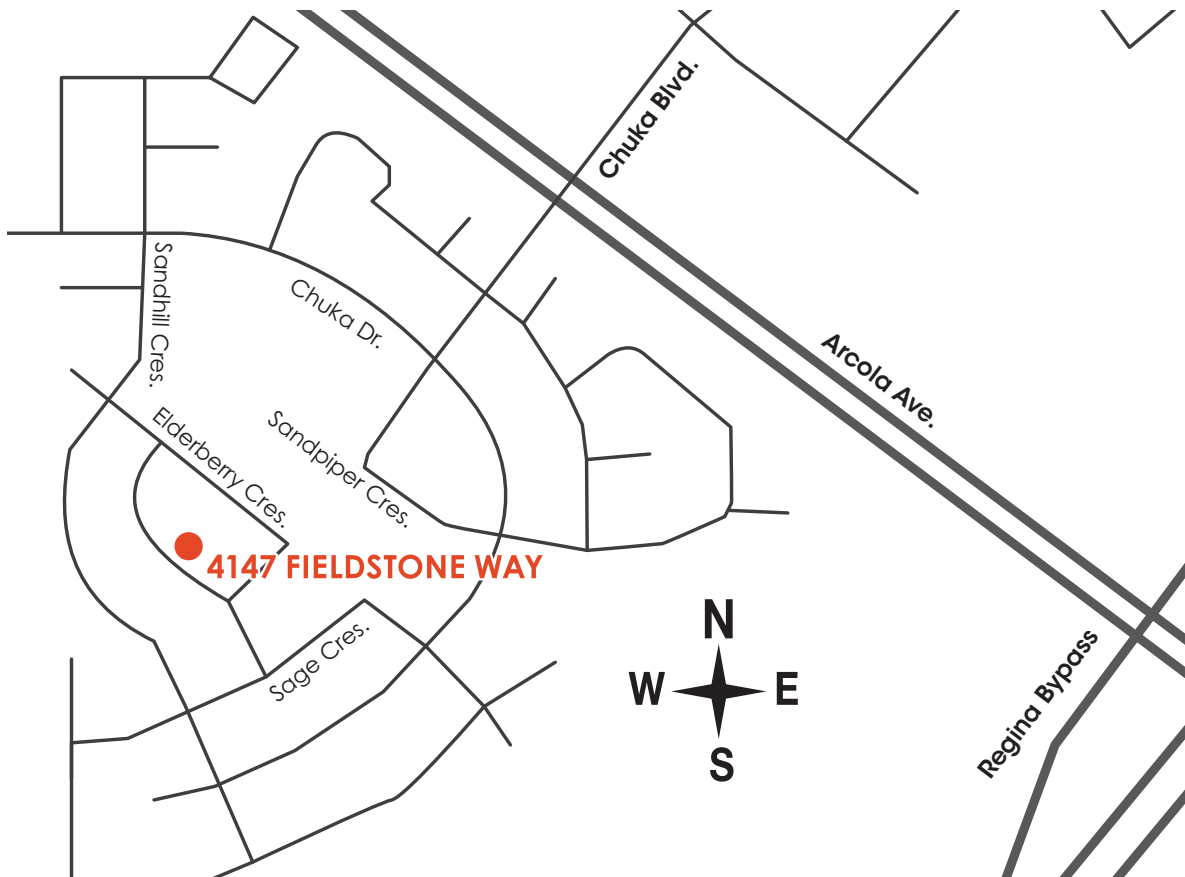 Chuka Blvd.
Sandhill Cres.
Chuka Dr.
Arcola Ave.
Elderberry Cres.
Sandpiper Cres.
4147 FIELDSTONE WAY
Sage Cres.
N
W
E
S
Regina Bypass